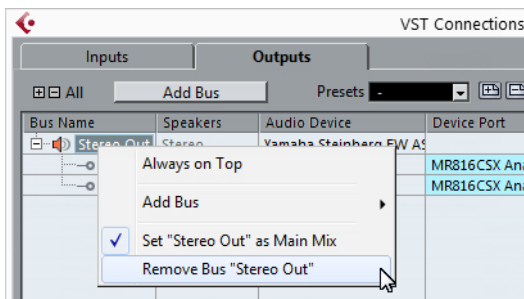 VST Connections
Inputs Outputs
All Add Bus Presets -
Bus Name Speakers Audio Device Device Port
Stereo Out Stereo Yamaha Steinberg FW AS
Always on Top MR816CSX Ana
Add Bus MR816CSX Ana
Set "Stereo Out" as Main Mix
Remove Bus "Stereo Out"